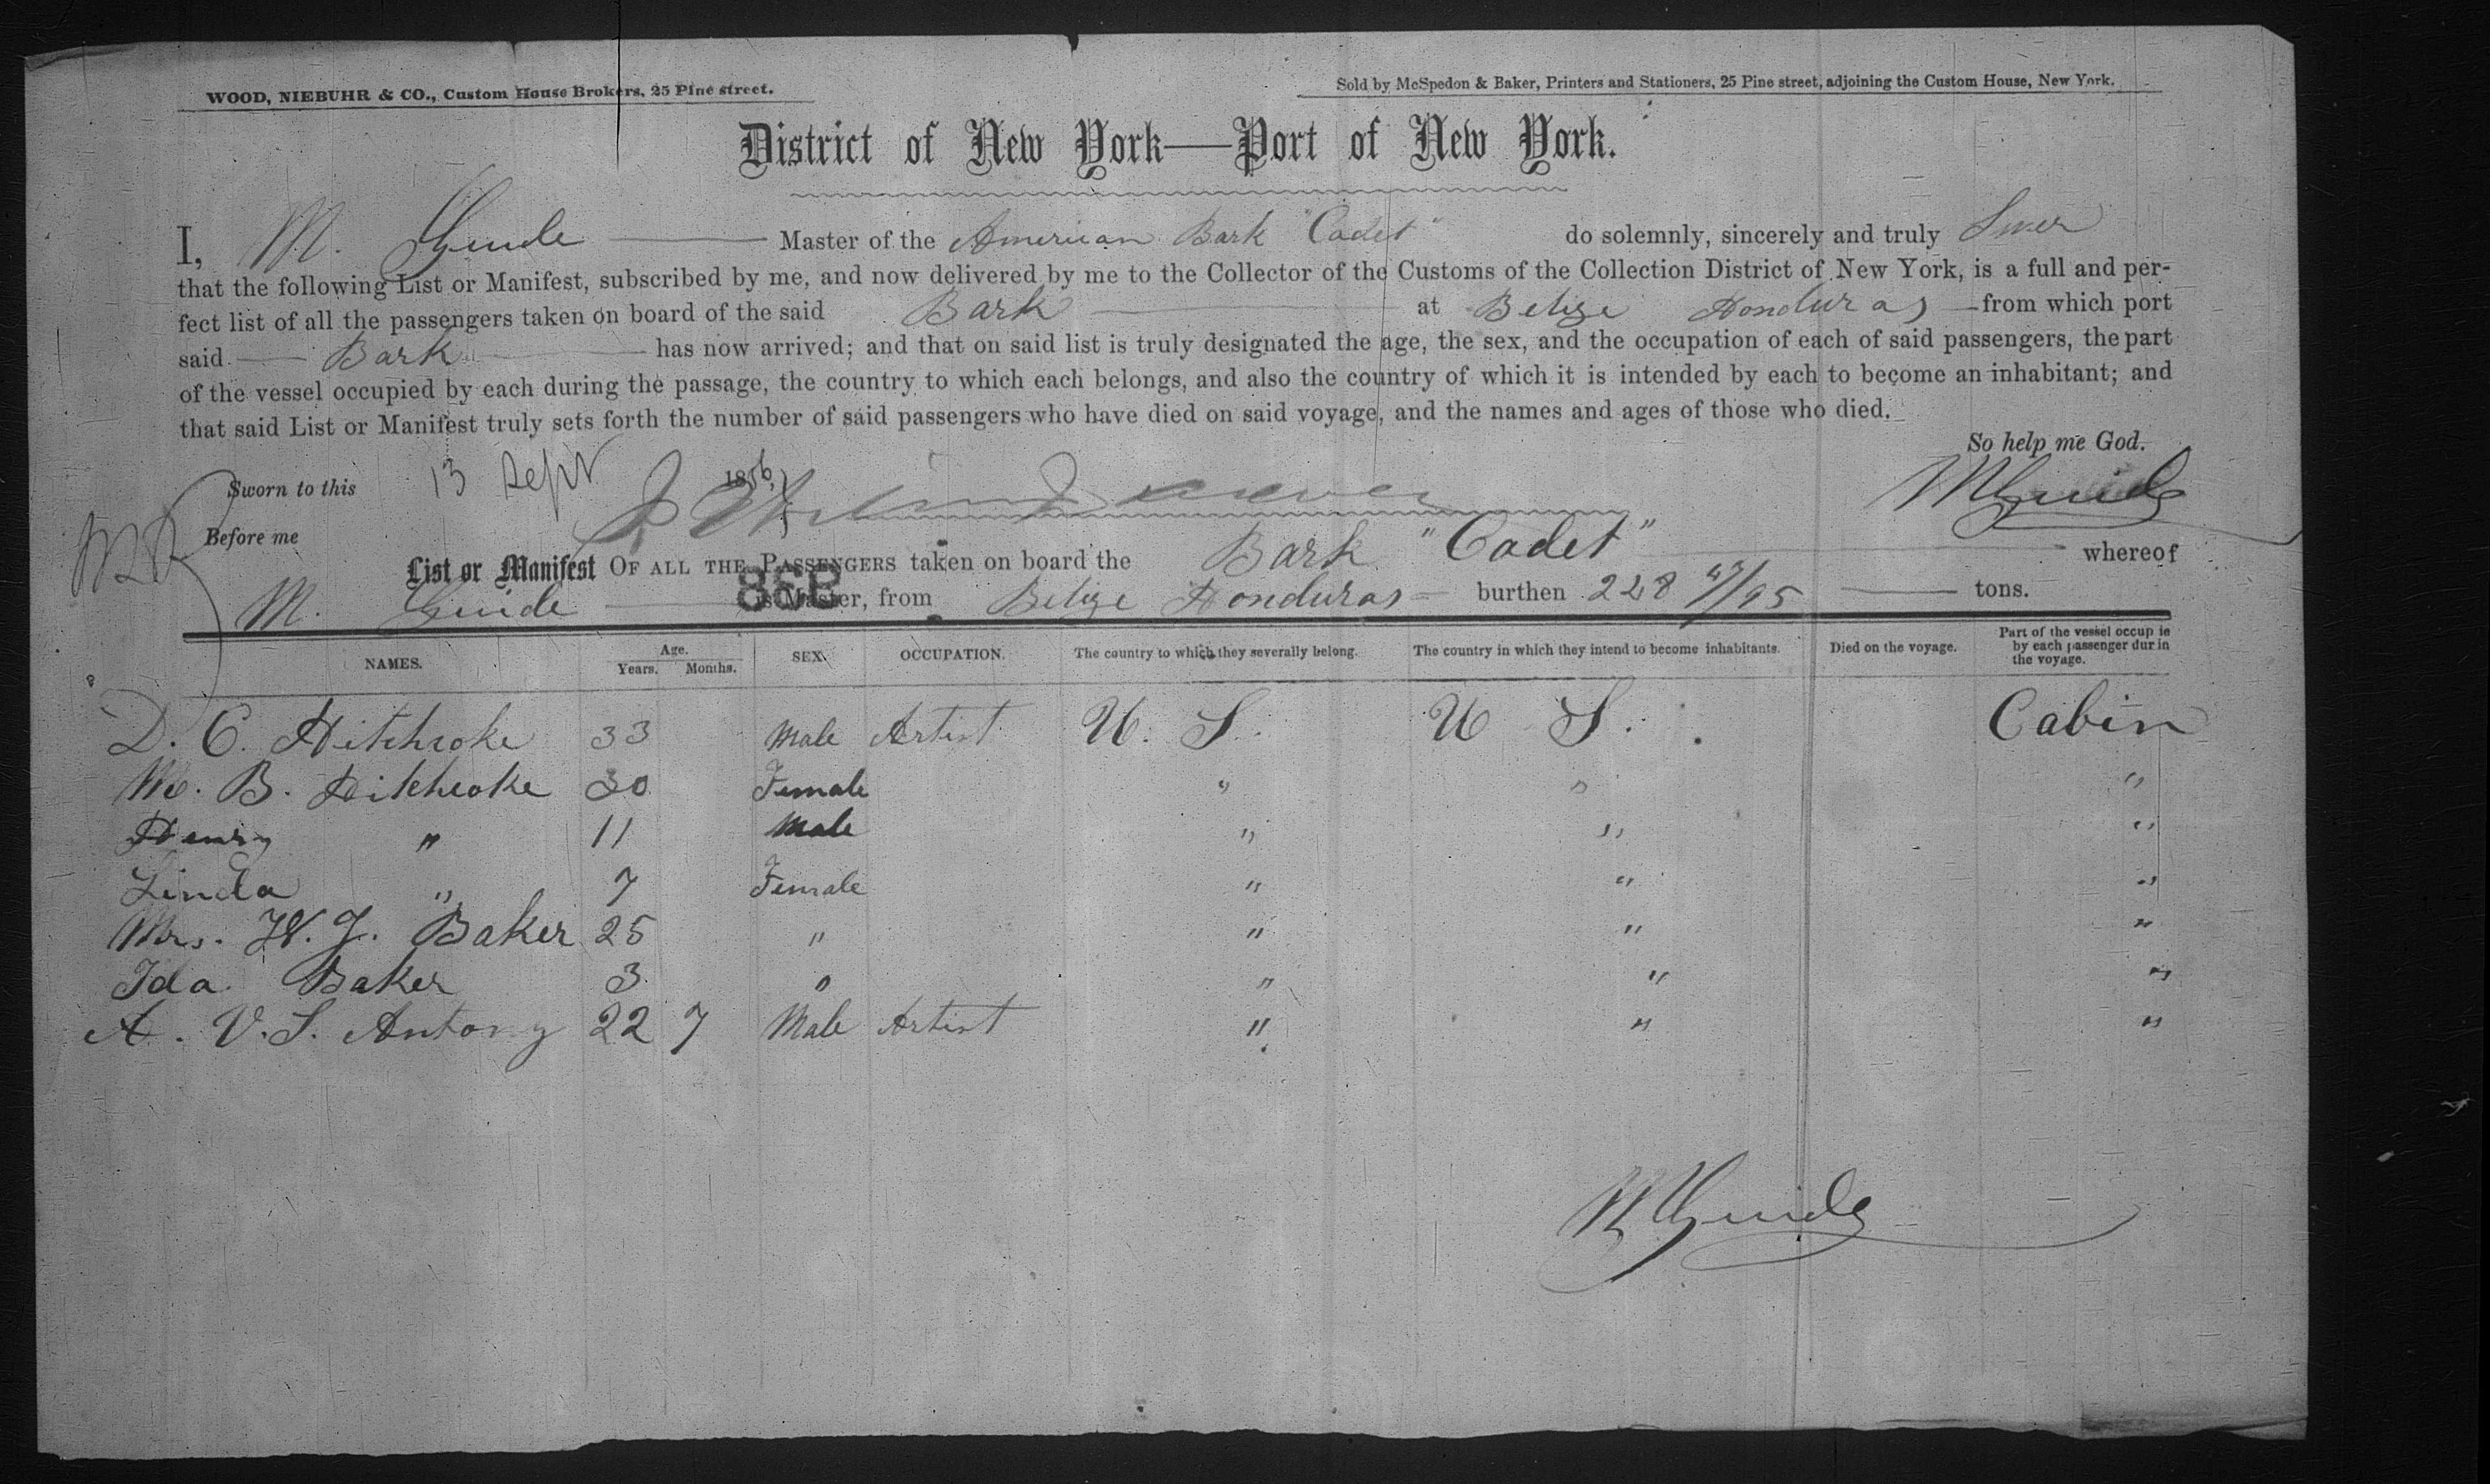 WOOD, NIEBUHR & CO., Custom House Brokers, 25 Pine street.
Sold by McSpedon & Baker, Printers and Stationers, 25 Pine street, adjoining the Custom House, New York.
District of New York—Port of New York.
I, M. Guide Master of the American Bark "Cadet" do solemnly, sincerely and truly Swer
that the following List or Manifest, subscribed by me, and now delivered by me to the Collector of the Customs of the Collection District of New York, is a full and per-
fect list of all the passengers taken on board of the said Bark at Belize Honduras from which port
said Bark has now arrived; and that on said list is truly designated the age, the sex, and the occupation of each of said passengers, the part
of the vessel occupied by each during the passage, the country to which each belongs, and also the country of which it is intended by each to become an inhabitant; and
that said List or Manifest truly sets forth the number of said passengers who have died on said voyage, and the names and ages of those who died.
So help me God.
Sworn to this 13 Sept 1856,
M Guide
Before me
List or Manifest OF ALL THE PASSENGERS taken on board the Bark "Cadet" whereof
M. Guide is Master, from Belize Honduras burthen 228 47/95 tons.
868
NAMES. Age. Years. Months. SEX. OCCUPATION. The country to which they severally belong. The country in which they intend to become inhabitants. Died on the voyage. Part of the vessel occup ie by each passenger dur in the voyage.
D. C. Hitchcoke 33 Male Artist U. S. U S. Cabin
M. B. Hitchcoke 30 Female " " "
Henry " 11 Male " " "
Linda " 7 Female " " "
Mrs. W. J. Baker 25 " " " "
Ida Baker 3 " " " "
A. V. S. Antony 22 7 Male Artist " " "
M Guide